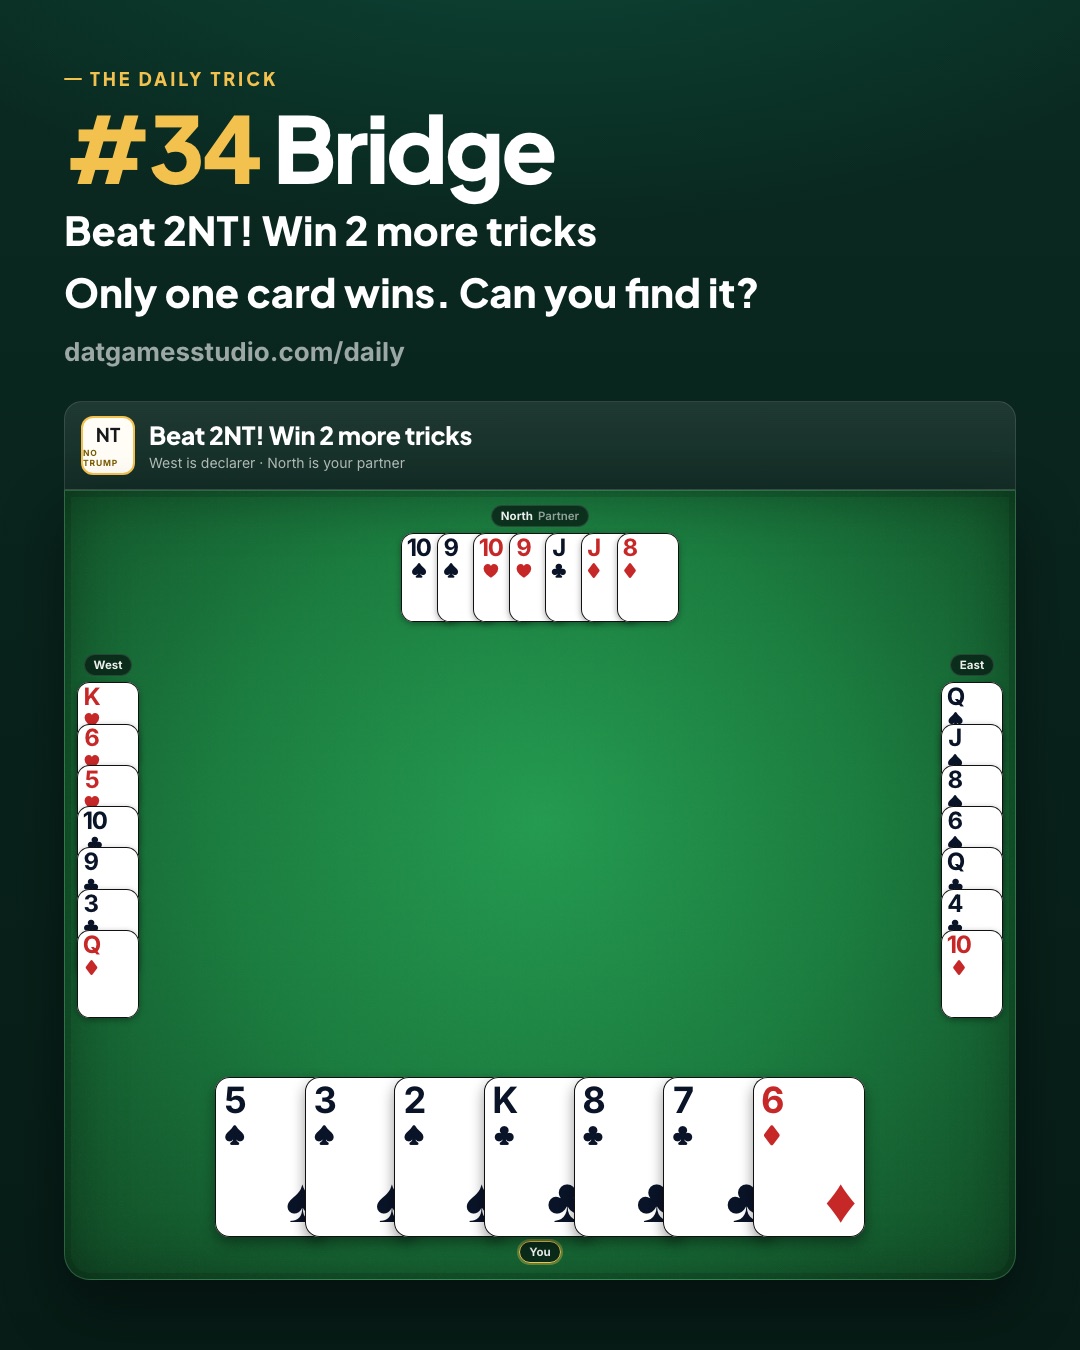 — THE DAILY TRICK
#34 Bridge
Beat 2NT! Win 2 more tricks
Only one card wins. Can you find it?
datgamesstudio.com/daily
NT
NO TRUMP
Beat 2NT! Win 2 more tricks
West is declarer · North is your partner
North Partner
10♠ 9♠ 10♥ 9♥ J♣ J♦ 8♦
West
K♥
6♥
5♥
10♣
9♣
3♣
Q♦
East
Q♠
J♠
8♠
6♠
Q♣
4♣
10♦
5♠ 3♠ 2♠ K♣ 8♣ 7♣ 6♦
You